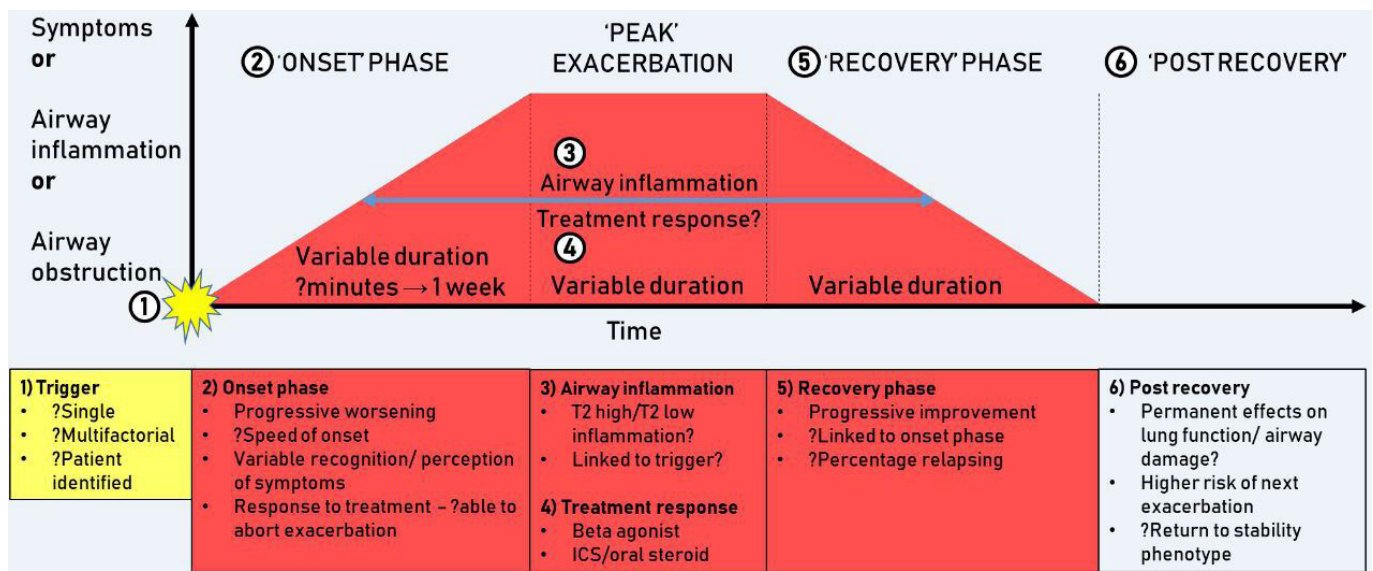 Symptoms
or
Airway
inflammation
or
Airway
obstruction
② 'ONSET' PHASE
'PEAK'
EXACERBATION
⑤ 'RECOVERY' PHASE
⑥ 'POST RECOVERY'
③
Airway inflammation
Treatment response?
④
Variable duration
?minutes → 1 week
Variable duration
Variable duration
①
Time
1) Trigger
• ?Single
• ?Multifactorial
• ?Patient
identified
2) Onset phase
• Progressive worsening
• ?Speed of onset
• Variable recognition/ perception
of symptoms
• Response to treatment – ?able to
abort exacerbation
3) Airway inflammation
• T2 high/T2 low
inflammation?
• Linked to trigger?
4) Treatment response
• Beta agonist
• ICS/oral steroid
5) Recovery phase
• Progressive improvement
• ?Linked to onset phase
• ?Percentage relapsing
6) Post recovery
• Permanent effects on
lung function/ airway
damage?
• Higher risk of next
exacerbation
• ?Return to stability
phenotype